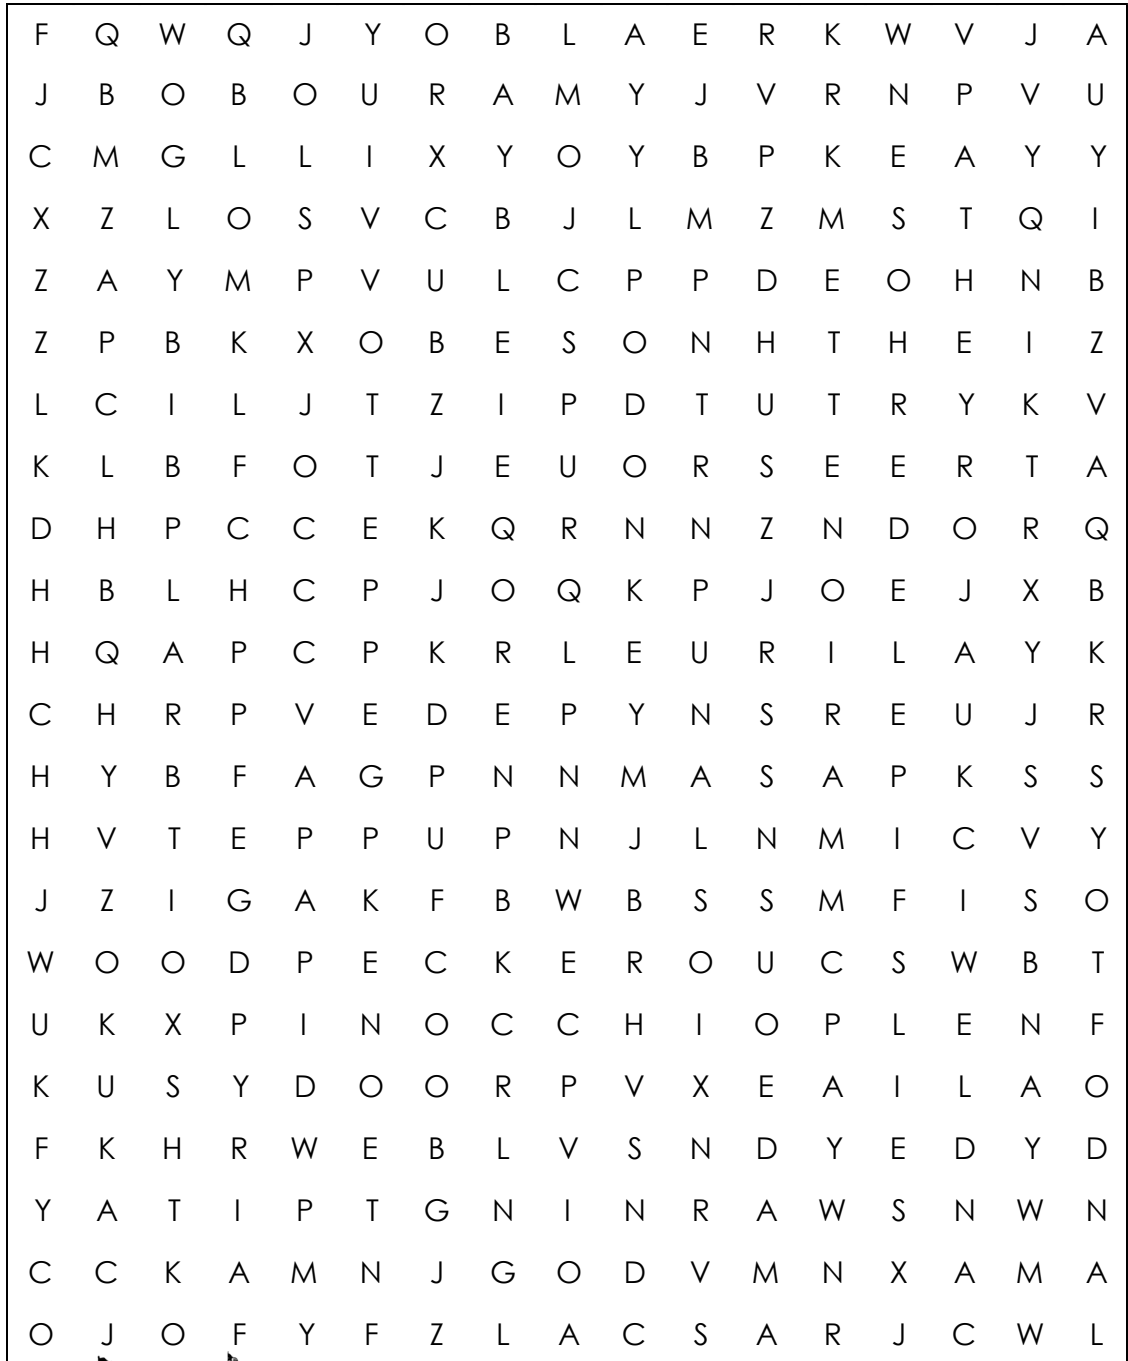 F Q W Q J Y O B L A E R K W V J A
J B O B O U R A M Y J V R N P V U
C M G L L I X Y O Y B P K E A Y Y
X Z L O S V C B J L M Z M S T Q I
Z A Y M P V U L C P P D E O H N B
Z P B K X O B E S O N H T H E I Z
L C I L J T Z I P D T U T R Y K V
K L B F O T J E U O R S E E R T A
D H P C C E K Q R N N Z N D O R Q
H B L H C P J O Q K P J O E J X B
H Q A P C P K R L E U R I L A Y K
C H R P V E D E P Y N S R E U J R
H Y B F A G P N N M A S A P K S S
H V T E P P U P N J L N M I C V Y
J Z I G A K F B W B S S M F I S O
W O O D P E C K E R O U C S W B T
U K X P I N O C C H I O P L E N F
K U S Y D O O R P V X E A I L A O
F K H R W E B L V S N D Y E D Y D
Y A T I P T G N I N R A W S N W N
C C K A M N J G O D V M N X A M A
O J O F Y F Z L A C S A R J C W L